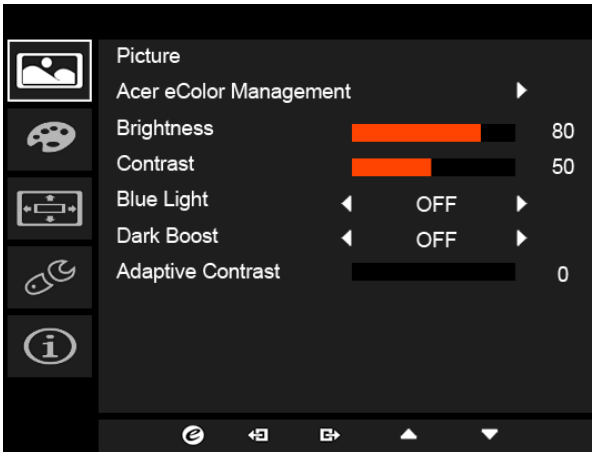 Picture
Acer eColor Management
Brightness 80
Contrast 50
Blue Light OFF
Dark Boost OFF
Adaptive Contrast 0